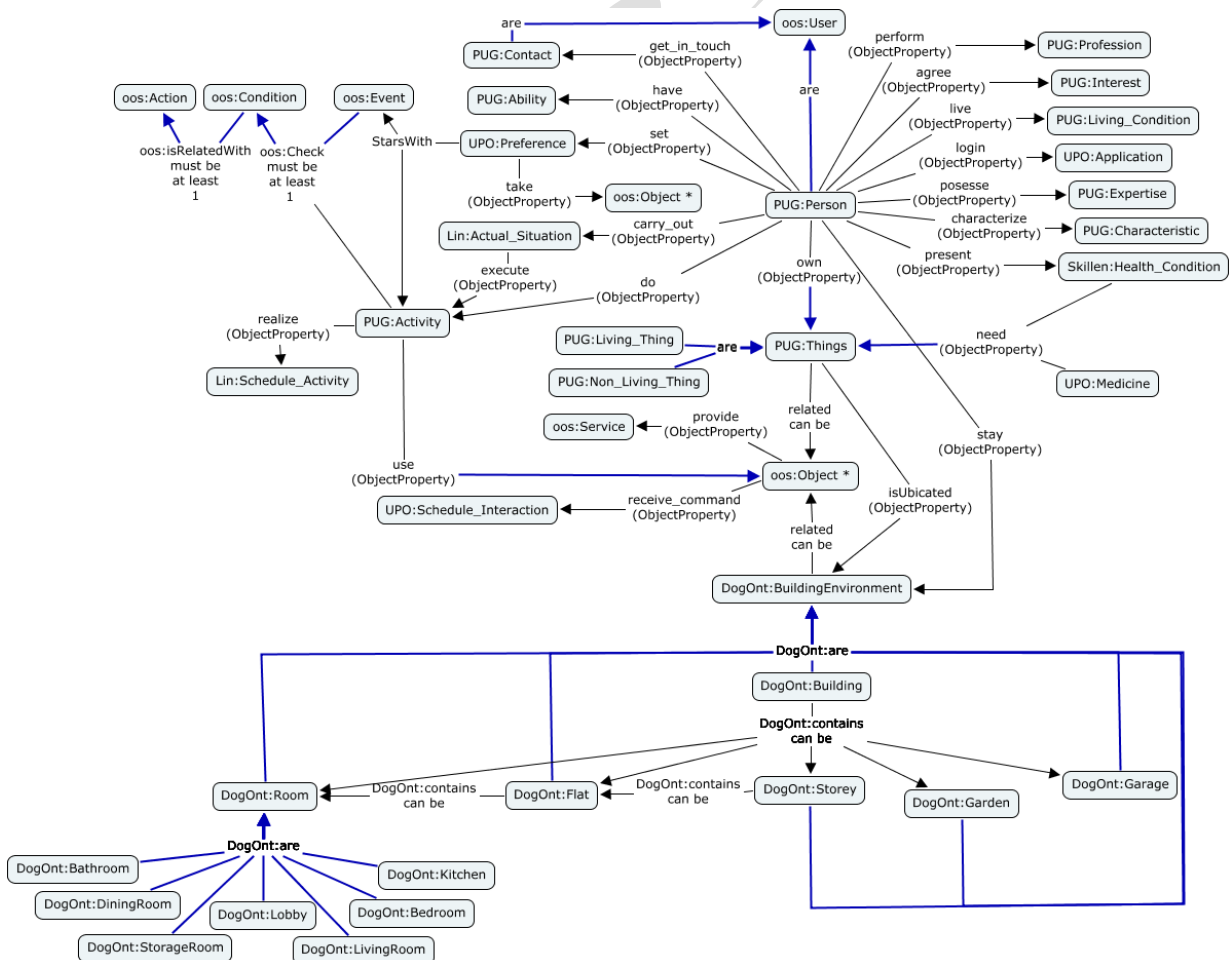 are
oos:User
PUG:Contact
get_in_touch
(ObjectProperty)
perform
(ObjectProperty)
PUG:Profession
agree
(ObjectProperty)
PUG:Interest
oos:Action
oos:Condition
oos:Event
PUG:Ability
have
(ObjectProperty)
are
live
(ObjectProperty)
PUG:Living_Condition
oos:isRelatedWith
must be
at least
1
oos:Check
must be
at least
1
StarsWith
UPO:Preference
set
(ObjectProperty)
login
(ObjectProperty)
UPO:Application
take
(ObjectProperty)
oos:Object *
PUG:Person
posesse
(ObjectProperty)
PUG:Expertise
characterize
(ObjectProperty)
PUG:Characteristic
Lin:Actual_Situation
carry_out
(ObjectProperty)
present
(ObjectProperty)
Skillen:Health_Condition
own
(ObjectProperty)
execute
(ObjectProperty)
do
(ObjectProperty)
realize
(ObjectProperty)
PUG:Activity
PUG:Living_Thing
are
PUG:Things
need
(ObjectProperty)
Lin:Schedule_Activity
PUG:Non_Living_Thing
UPO:Medicine
related
can be
oos:Service
provide
(ObjectProperty)
stay
(ObjectProperty)
use
(ObjectProperty)
oos:Object *
UPO:Schedule_Interaction
receive_command
(ObjectProperty)
isUbicated
(ObjectProperty)
related
can be
DogOnt:BuildingEnvironment
DogOnt:are
DogOnt:Building
DogOnt:contains
can be
DogOnt:Room
DogOnt:contains
can be
DogOnt:Flat
DogOnt:contains
can be
DogOnt:Storey
DogOnt:Garden
DogOnt:Garage
DogOnt:are
DogOnt:Bathroom
DogOnt:Kitchen
DogOnt:DiningRoom
DogOnt:Lobby
DogOnt:Bedroom
DogOnt:StorageRoom
DogOnt:LivingRoom